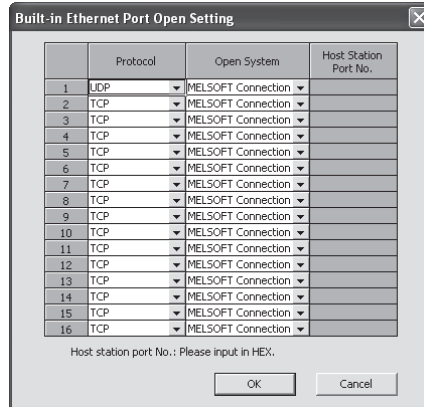 Built-in Ethernet Port Open Setting
Protocol Open System Host Station Port No.
1 UDP MELSOFT Connection
2 TCP MELSOFT Connection
3 TCP MELSOFT Connection
4 TCP MELSOFT Connection
5 TCP MELSOFT Connection
6 TCP MELSOFT Connection
7 TCP MELSOFT Connection
8 TCP MELSOFT Connection
9 TCP MELSOFT Connection
10 TCP MELSOFT Connection
11 TCP MELSOFT Connection
12 TCP MELSOFT Connection
13 TCP MELSOFT Connection
14 TCP MELSOFT Connection
15 TCP MELSOFT Connection
16 TCP MELSOFT Connection
Host station port No.: Please input in HEX.
OK Cancel